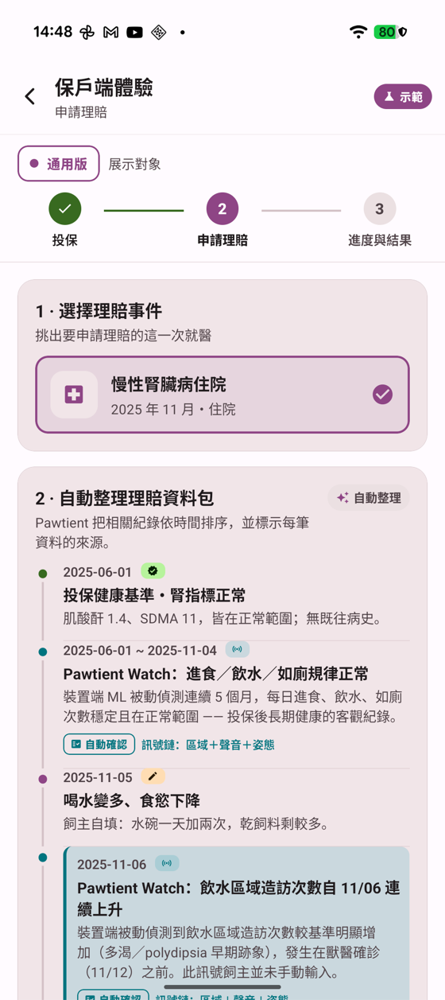 14:48
80
保戶端體驗
申請理賠
示範
通用版
展示對象
2
3
投保
申請理賠
進度與結果
1 · 選擇理賠事件
挑出要申請理賠的這一次就醫
慢性腎臟病住院
2025 年 11 月・住院
2 · 自動整理理賠資料包
自動整理
Pawtient 把相關紀錄依時間排序，並標示每筆
資料的來源。
2025-06-01
投保健康基準・腎指標正常
肌酸酐 1.4、SDMA 11，皆在正常範圍；無既往病史。
2025-06-01 ~ 2025-11-04
Pawtient Watch：進食／飲水／如廁規律正常
裝置端 ML 被動偵測連續 5 個月，每日進食、飲水、如廁
次數穩定且在正常範圍 —— 投保後長期健康的客觀紀錄。
自動確認
訊號鏈：區域＋聲音＋姿態
2025-11-05
喝水變多、食慾下降
飼主自填：水碗一天加兩次，乾飼料剩較多。
2025-11-06
Pawtient Watch：飲水區域造訪次數自 11/06 連
續上升
裝置端被動偵測到飲水區域造訪次數較基準明顯增
加（多渴／polydipsia 早期跡象），發生在獸醫確診
（11/12）之前。此訊號飼主並未手動輸入。
自動確認
訊號鏈：區域＋聲音＋姿態